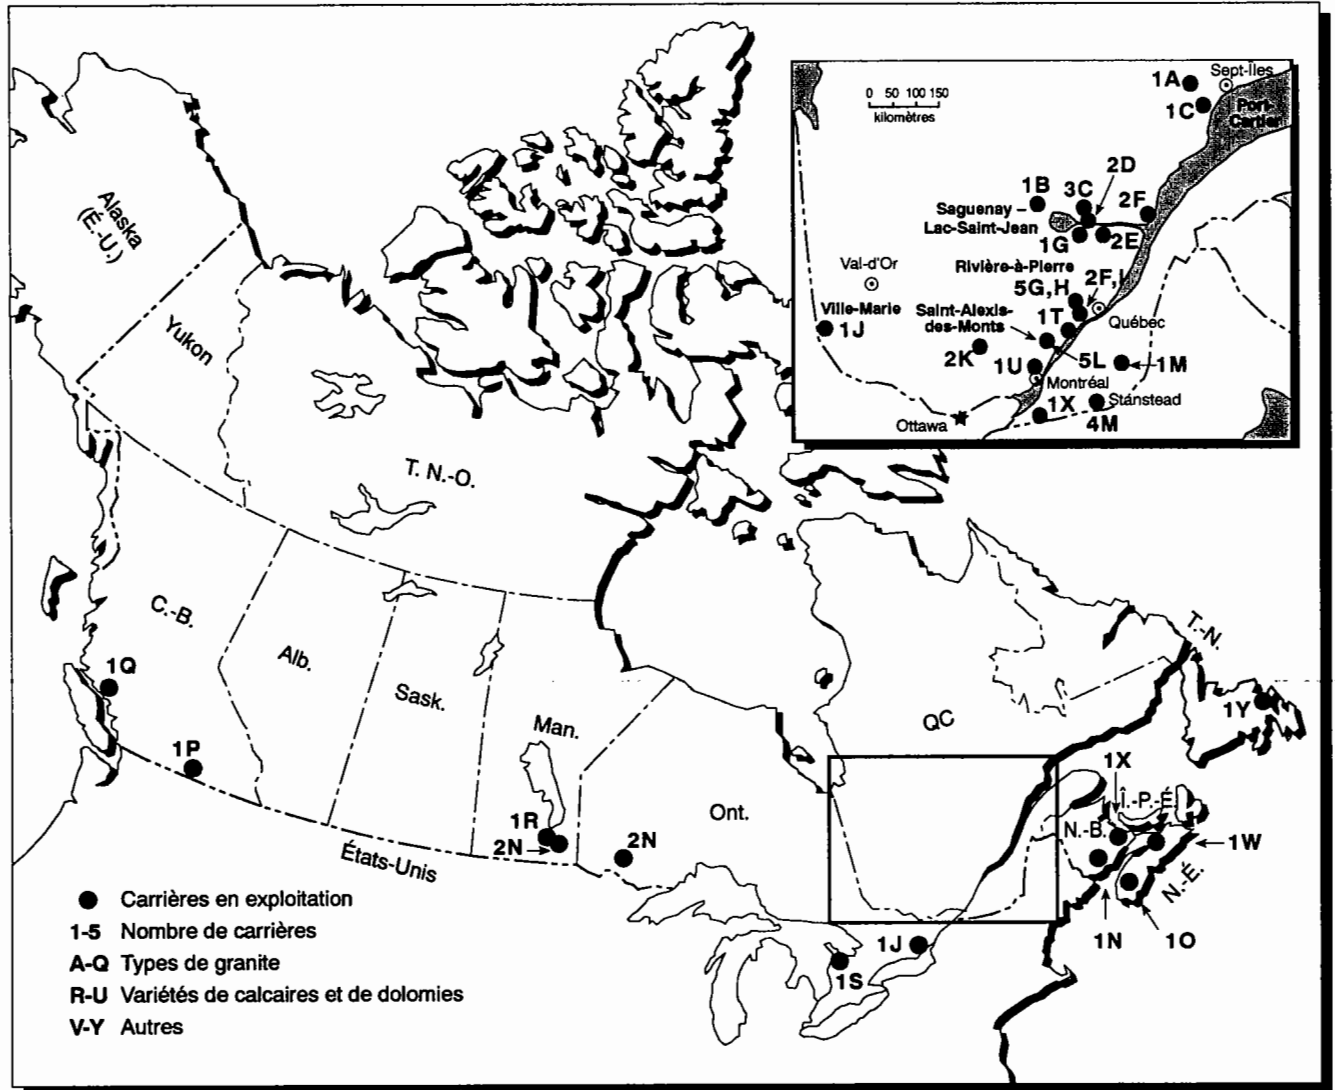 1A
Sept-Îles
1C
Port-
Cartier
0 50 100 150
kilomètres
2D
1B
3C
2F
Saguenay –
Lac-Saint-Jean
1G
2E
Val-d'Or
Rivière-à-Pierre
2F,I
5G,H
Ville-Marie
1J
Saint-Alexis-
des-Monts
1T
Québec
2K
1U
5L
1M
Montréal
Stanstead
1X
4M
Ottawa
Alaska
(É.-U.)
Yukon
T. N.-O.
C.-B.
Alb.
Sask.
Man.
Ont.
QC
T.-N.
1Q
1P
1R
2N
2N
États-Unis
1Y
1X
Î.-P.-É.
N.-B.
1W
N.-É.
1N
1O
1J
1S
Carrières en exploitation
1-5 Nombre de carrières
A-Q Types de granite
R-U Variétés de calcaires et de dolomies
V-Y Autres